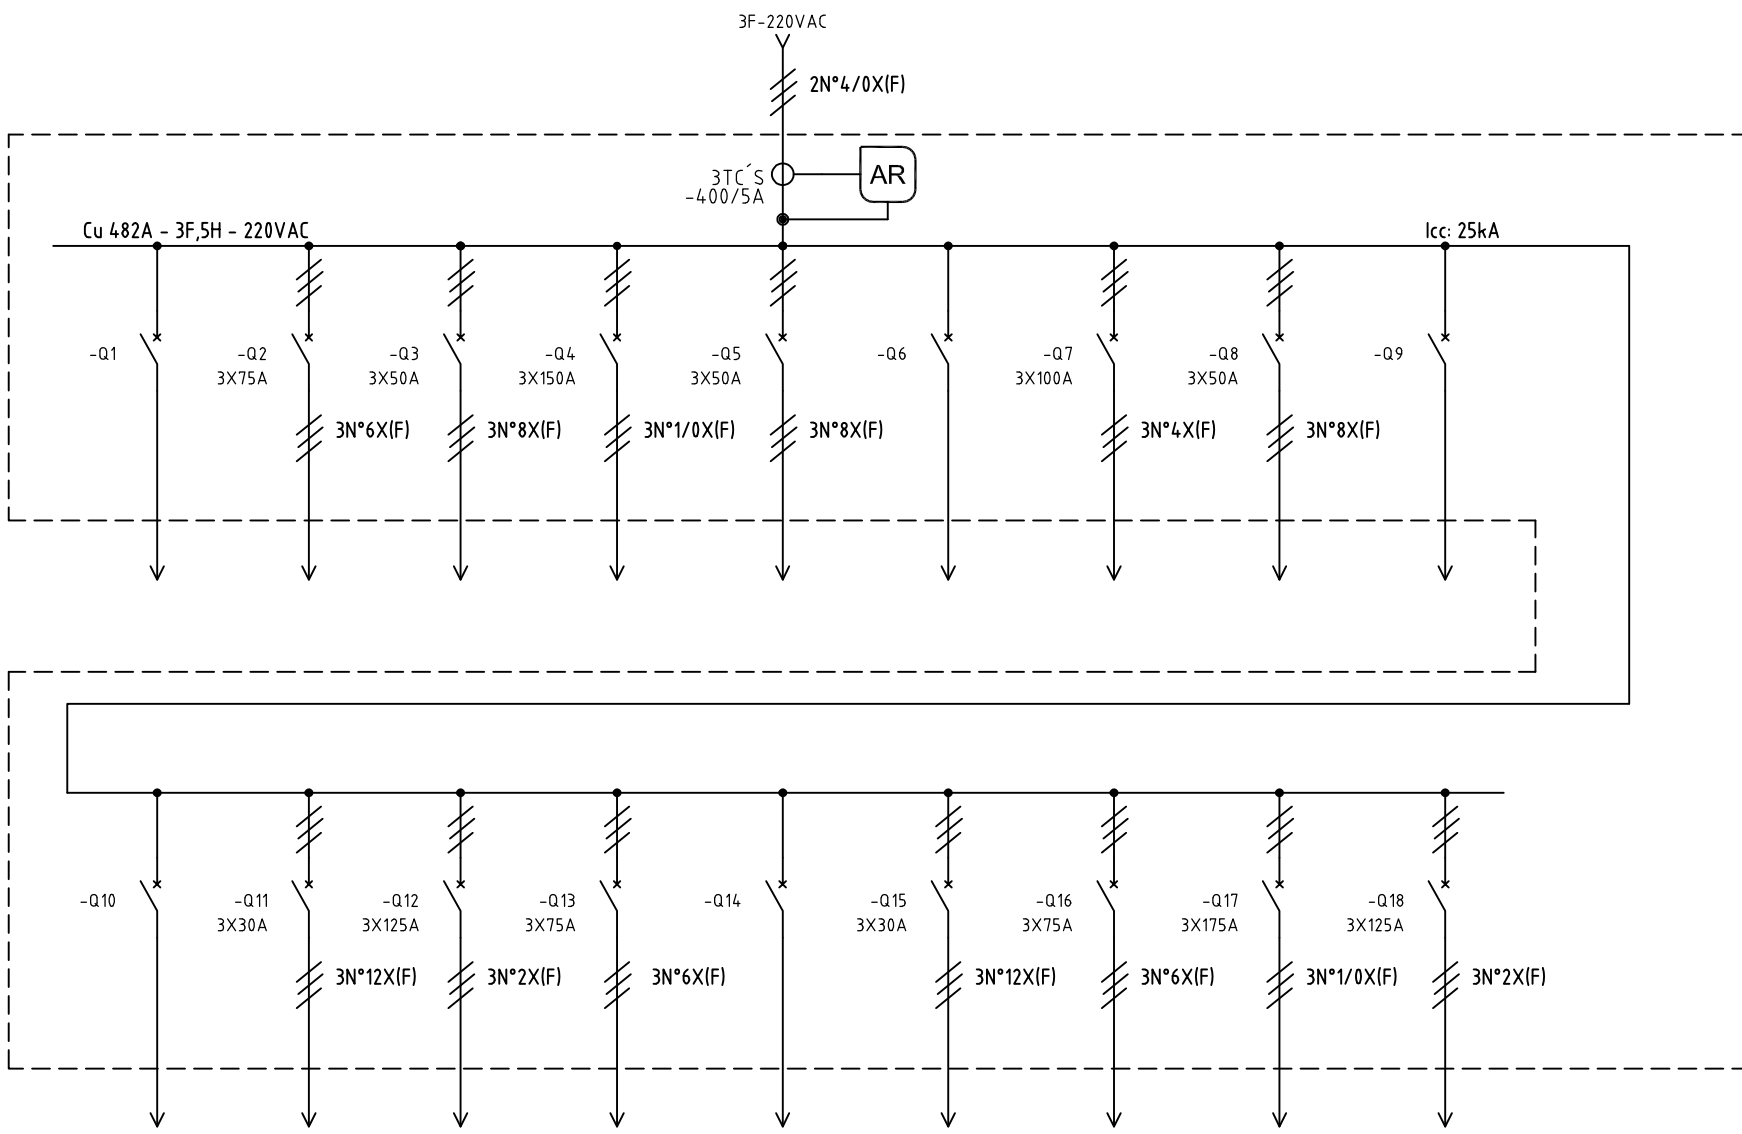 3F-220VAC
2N°4/0X(F)
3TC´S
-400/5A
AR
Cu 482A - 3F,5H - 220VAC
Icc: 25kA
-Q1
-Q2
3X75A
-Q3
3X50A
-Q4
3X150A
-Q5
3X50A
-Q6
-Q7
3X100A
-Q8
3X50A
-Q9
3N°6X(F)
3N°8X(F)
3N°1/0X(F)
3N°8X(F)
3N°4X(F)
3N°8X(F)
-Q10
-Q11
3X30A
-Q12
3X125A
-Q13
3X75A
-Q14
-Q15
3X30A
-Q16
3X75A
-Q17
3X175A
-Q18
3X125A
3N°12X(F)
3N°2X(F)
3N°6X(F)
3N°12X(F)
3N°6X(F)
3N°1/0X(F)
3N°2X(F)